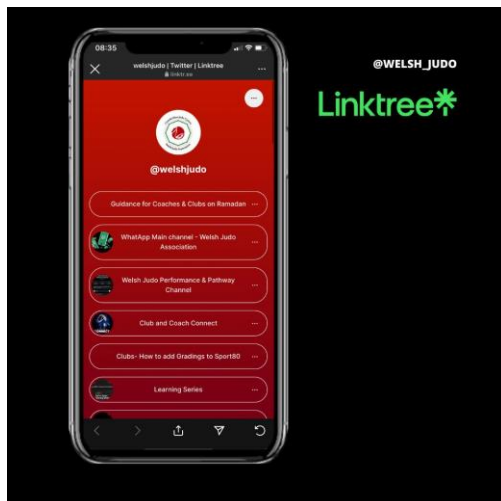 08:35
welshjudo | Twitter | Linktree
linktr.ee
@WELSH_JUDO
Linktree
@welshjudo
Guidance for Coaches & Clubs on Ramadan
WhatApp Main channel - Welsh Judo
Association
Welsh Judo Performance & Pathway
Channel
Club and Coach Connect
Clubs- How to add Gradings to Sport80
Learning Series